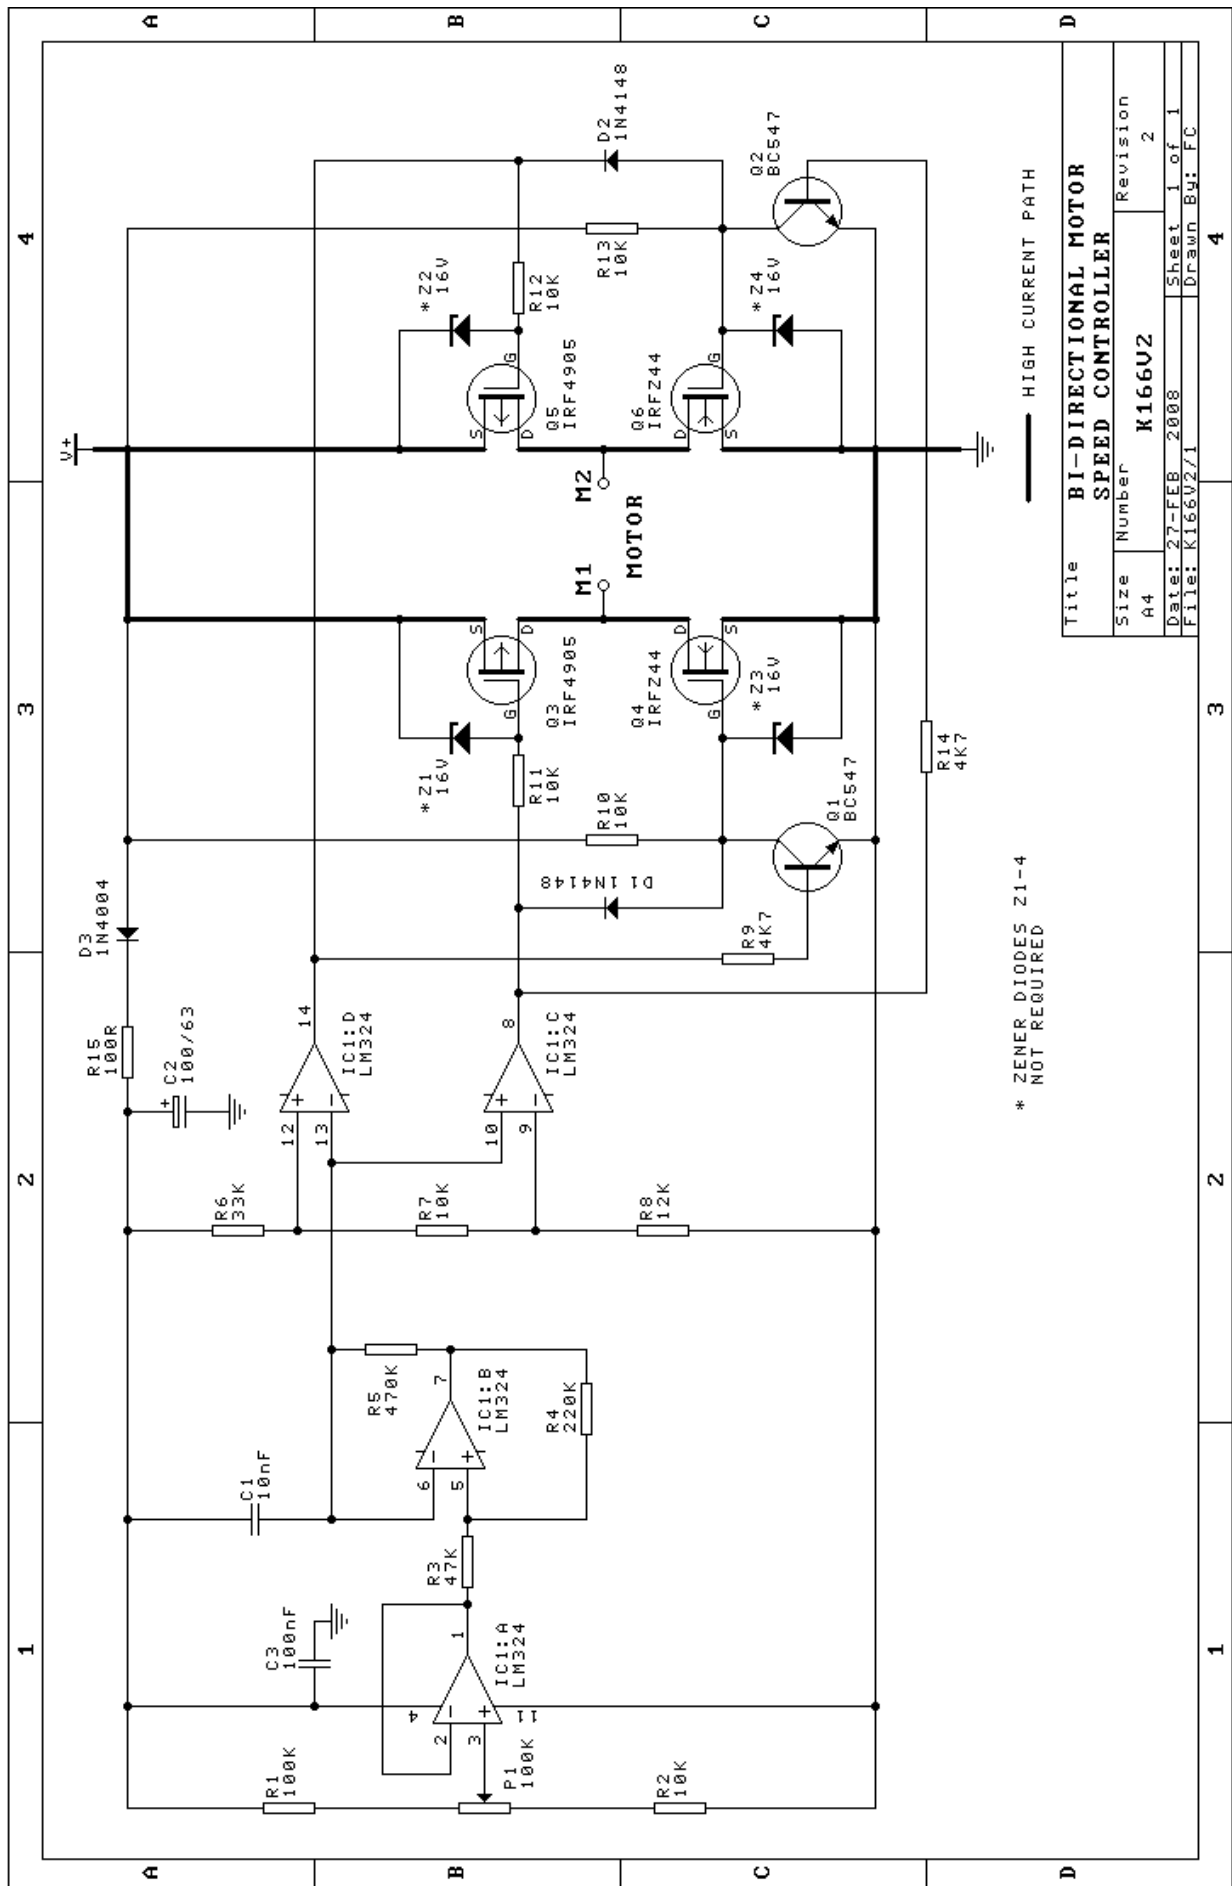 1
2
3
4
A
B
C
D
A
B
C
D
1
2
3
4
V+
D3
1N4004
R15
100R
C2
100/63
+
C3
100nF
C1
10nF
R1
100K
P1
100K
R2
10K
4
2
3
1
11
IC1:A
LM324
R3
47K
6
5
7
IC1:B
LM324
R5
470K
R4
220K
R6
33K
R7
10K
R8
12K
12
13
14
IC1:D
LM324
10
9
8
IC1:C
LM324
D1 1N4148
R9
4K7
R10
10K
R11
10K
Q1
BC547
*Z1
16V
S
G
D
Q3
IRF4905
D
G
S
Q4
IRFZ44
*Z3
16V
M1
M2
MOTOR
*Z2
16V
S
G
D
Q5
IRF4905
R12
10K
D
G
S
Q6
IRFZ44
*Z4
16V
R13
10K
D2
1N4148
Q2
BC547
R14
4K7
* ZENER DIODES Z1-4
NOT REQUIRED
HIGH CURRENT PATH
Title
BI-DIRECTIONAL MOTOR
SPEED CONTROLLER
Size
A4
Number
K166V2
Revision
2
Date: 27-FEB 2008
Sheet 1 of 1
File: K166V2/1
Drawn By: FC